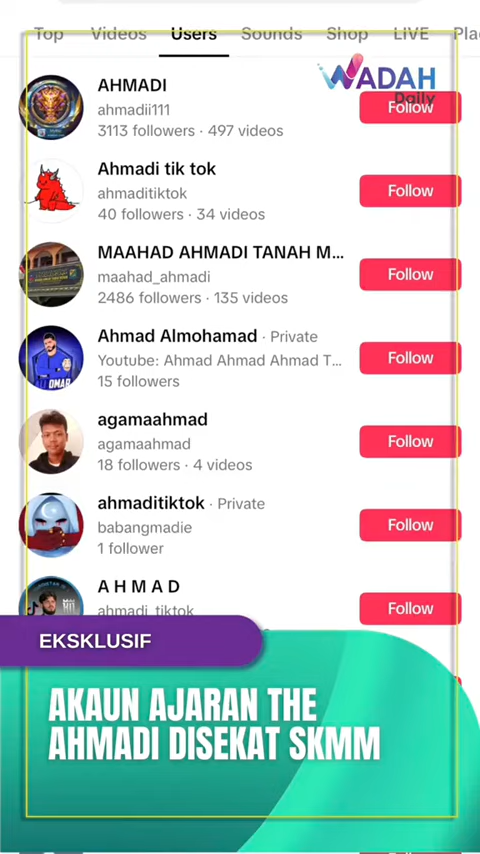 Top Videos Users Sounds Shop LIVE Pla
WADAH
Daily
AHMADI
ahmadii111
3113 followers · 497 videos
Follow
Ahmadi tik tok
ahmaditiktok
40 followers · 34 videos
Follow
MAAHAD AHMADI TANAH M...
maahad_ahmadi
2486 followers · 135 videos
Follow
Ahmad Almohamad · Private
Youtube: Ahmad Ahmad Ahmad T...
15 followers
Follow
agamaahmad
agamaahmad
18 followers · 4 videos
Follow
ahmaditiktok · Private
babangmadie
1 follower
Follow
A H M A D
ahmadi_tiktok
Follow
EKSKLUSIF
AKAUN AJARAN THE
AHMADI DISEKAT SKMM